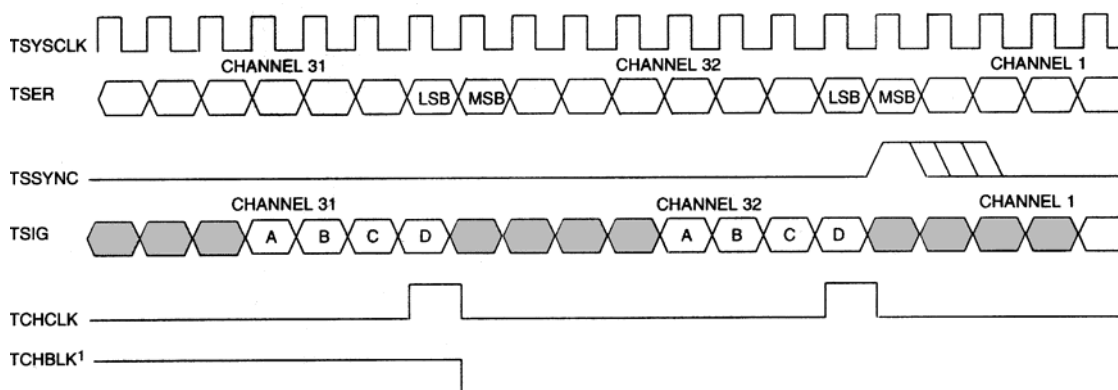 TSYSCLK
CHANNEL 31 CHANNEL 32 CHANNEL 1
TSER LSB MSB LSB MSB
TSSYNC
CHANNEL 31 CHANNEL 32 CHANNEL 1
TSIG A B C D A B C D
TCHCLK
TCHBLK¹